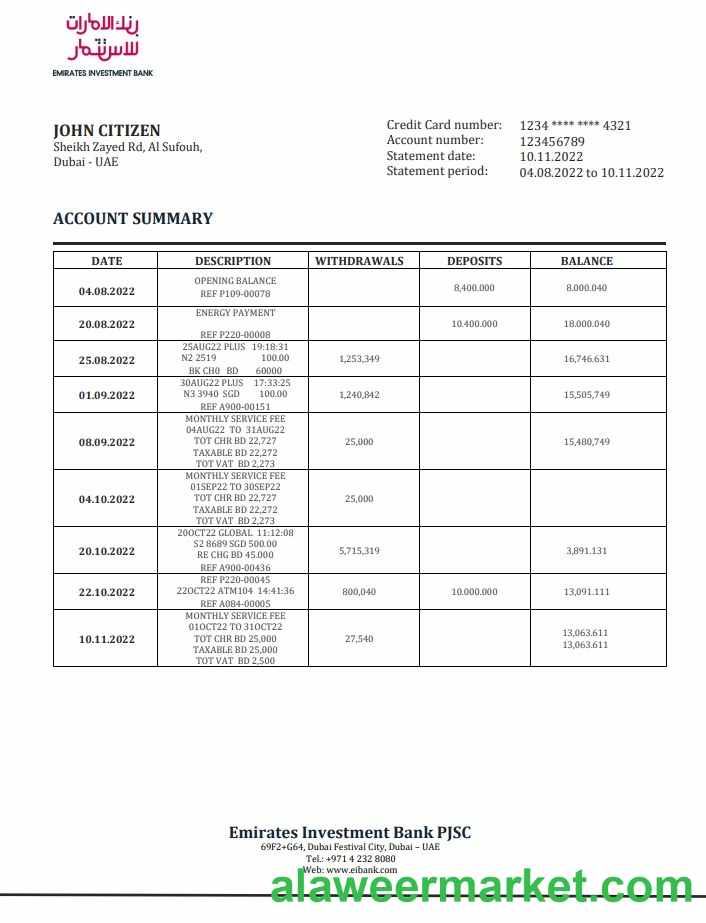 بنك الامارات
للاستثمار
EMIRATES INVESTMENT BANK
JOHN CITIZEN
Sheikh Zayed Rd, Al Sufouh,
Dubai - UAE
Credit Card number: 1234 **** **** 4321
Account number: 123456789
Statement date: 10.11.2022
Statement period: 04.08.2022 to 10.11.2022
ACCOUNT SUMMARY
DATE DESCRIPTION WITHDRAWALS DEPOSITS BALANCE
04.08.2022
OPENING BALANCE
REF P109-00078
8,400.000
8.000.040
20.08.2022
ENERGY PAYMENT
REF P220-00008
10.400.000
18.000.040
25.08.2022
25AUG22 PLUS 19:18:31
N2 2519 100.00
BK CH0 BD 60000
1,253,349
16,746.631
01.09.2022
30AUG22 PLUS 17:33:25
N3 3940 SGD 100.00
REF A900-00151
1,240,842
15,505,749
08.09.2022
MONTHLY SERVICE FEE
04AUG22 TO 31AUG22
TOT CHR BD 22,727
TAXABLE BD 22,272
TOT VAT BD 2,273
25,000
15,480,749
04.10.2022
MONTHLY SERVICE FEE
01SEP22 TO 30SEP22
TOT CHR BD 22,727
TAXABLE BD 22,272
TOT VAT BD 2,273
25,000
20.10.2022
20OCT22 GLOBAL 11:12:08
S2 8689 SGD 500.00
RE CHG BD 45.000
REF A900-00436
5,715,319
3,891.131
22.10.2022
REF P220-00045
22OCT22 ATM104 14:41:36
REF A084-00005
800,040
10.000.000
13,091.111
10.11.2022
MONTHLY SERVICE FEE
01OCT22 TO 31OCT22
TOT CHR BD 25,000
TAXABLE BD 25,000
TOT VAT BD 2,500
27,540
13,063.611
13,063.611
Emirates Investment Bank PJSC
69F2+G64, Dubai Festival City, Dubai – UAE
Tel.: +971 4 232 8080
Web: www.eibank.com
alaweermarket.com